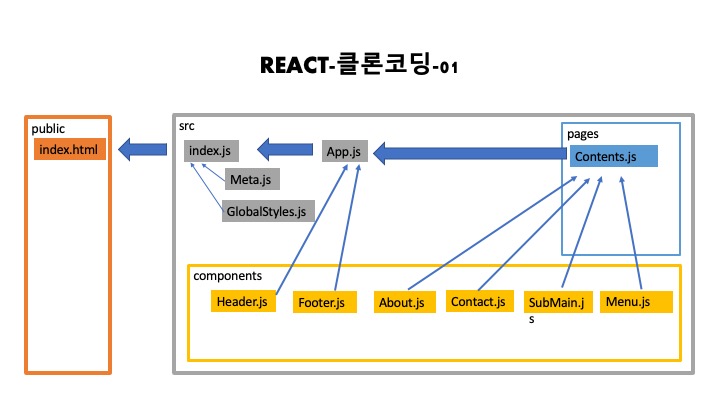 REACT-클론코딩-01
public
index.html
src
index.js
App.js
pages
Contents.js
Meta.js
GlobalStyles.js
components
Header.js
Footer.js
About.js
Contact.js
SubMain.j
s
Menu.js